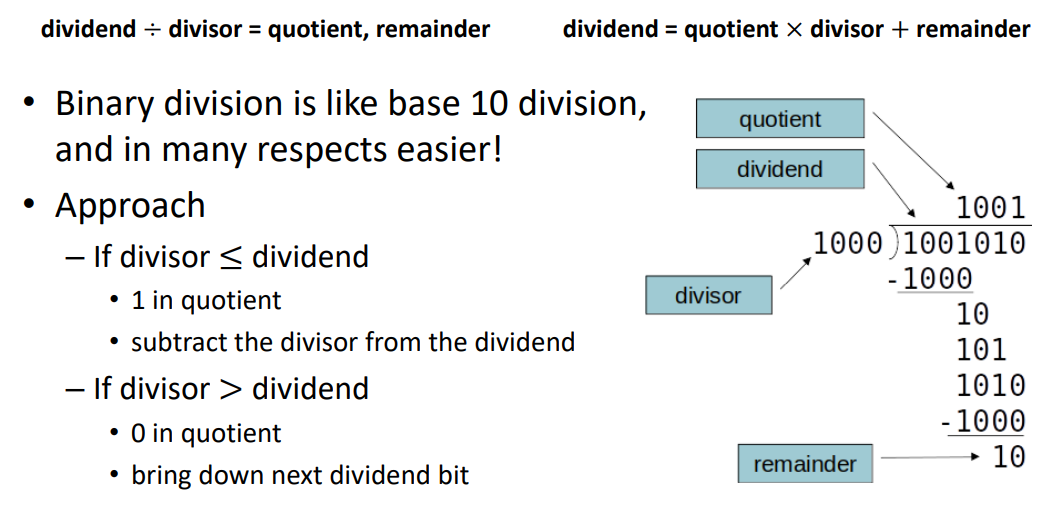 dividend ÷ divisor = quotient, remainder
dividend = quotient × divisor + remainder
• Binary division is like base 10 division,
and in many respects easier!
• Approach
– If divisor ≤ dividend
• 1 in quotient
• subtract the divisor from the dividend
– If divisor > dividend
• 0 in quotient
• bring down next dividend bit
quotient
dividend
1001
1000 )1001010
-1000
divisor
10
101
1010
-1000
remainder
10